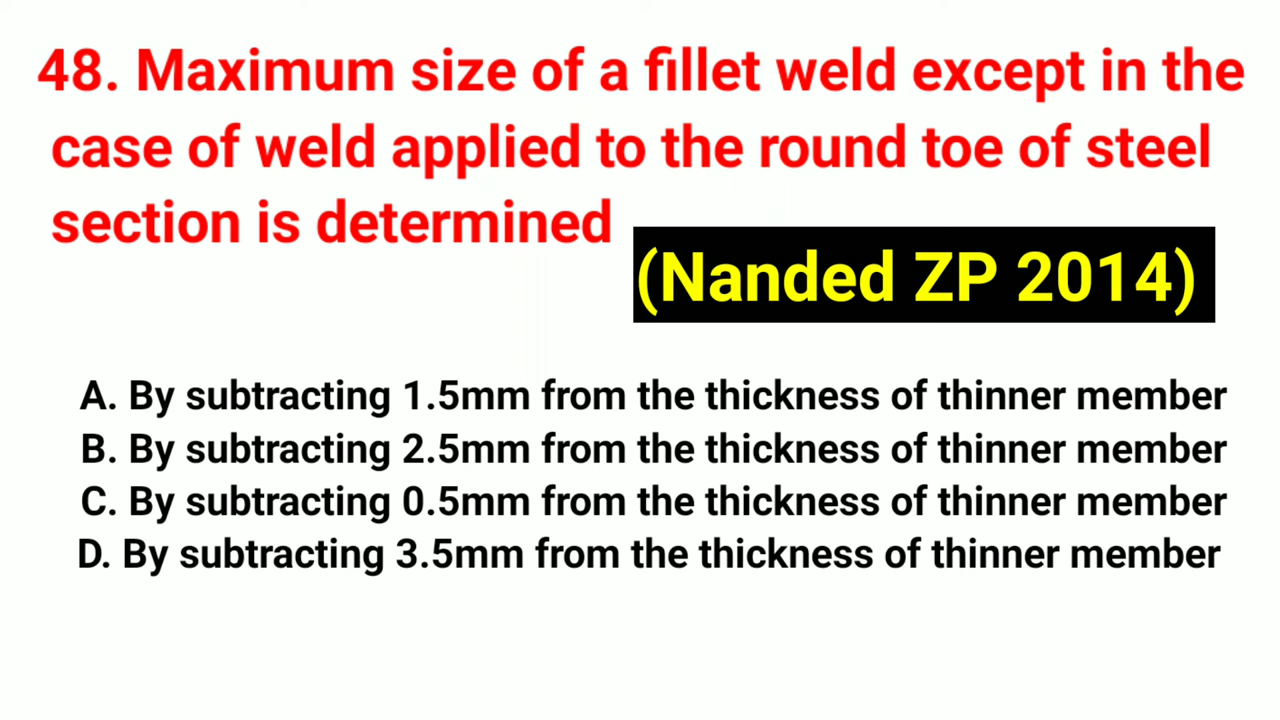 48. Maximum size of a fillet weld except in the
case of weld applied to the round toe of steel
section is determined
(Nanded ZP 2014)
A. By subtracting 1.5mm from the thickness of thinner member
B. By subtracting 2.5mm from the thickness of thinner member
C. By subtracting 0.5mm from the thickness of thinner member
D. By subtracting 3.5mm from the thickness of thinner member